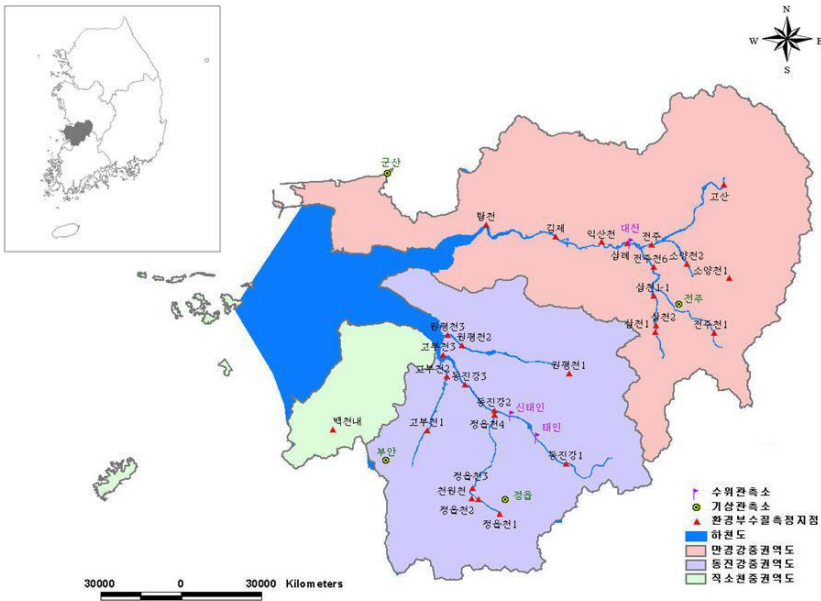 N
W E
S
군산
고산
탑천
김제
익산천
대천
전주
삼례
전주천6
소양천2
소양천1
삼천1-1
전주
삼천2
삼천1
전주천1
원평천3
원평천2
고부천3
고부천2
동진강3
원평천1
동진강2
신태인
정읍천4
태인
백천내
고부천1
부안
동진강1
정읍천3
천원천
정읍
정읍천2
정읍천1
수위관측소
기상관측소
환경부수질측정지점
하천도
만경강중권역도
동진강중권역도
직소천중권역도
30000 0 30000 Kilometers